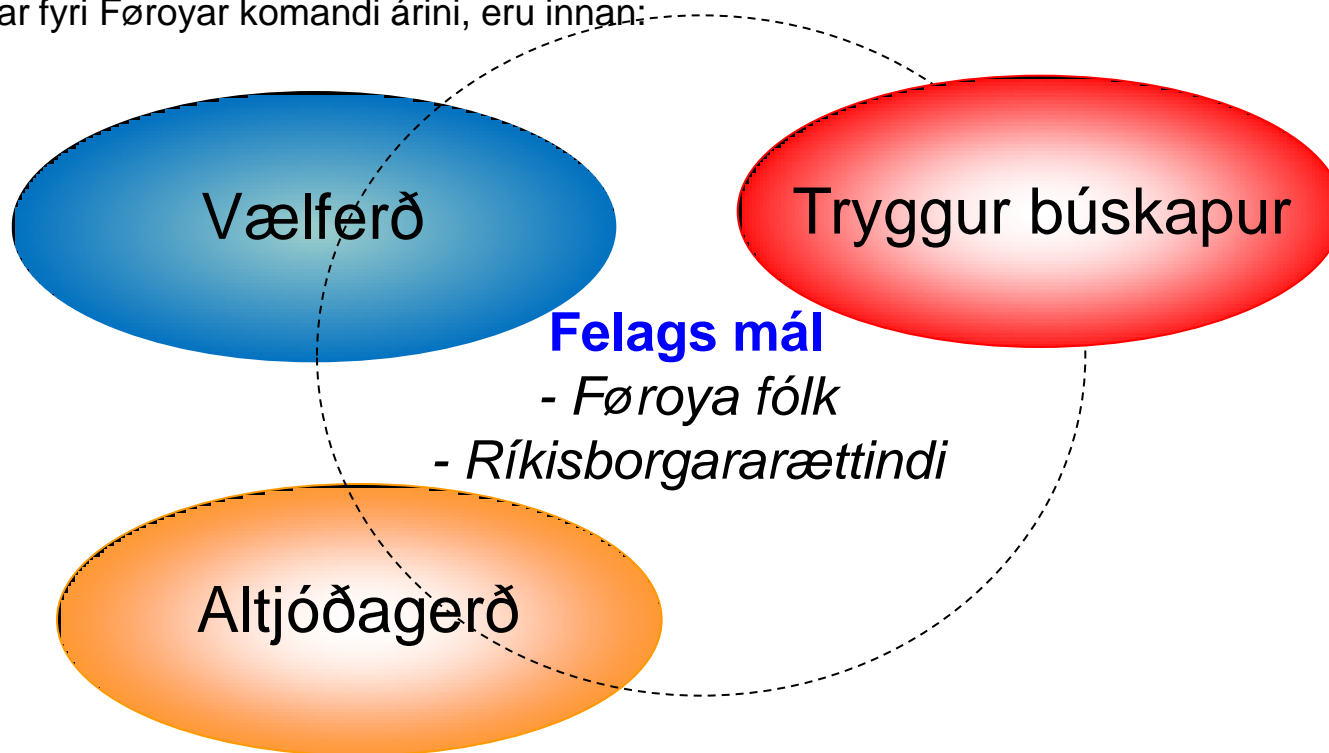 ar fyri Føroyar komandi árini, eru innan:
Vælferð
Tryggur búskapur
Felags mál
- Føroya fólk
- Ríkisborgararættindi
Altjóðagerð